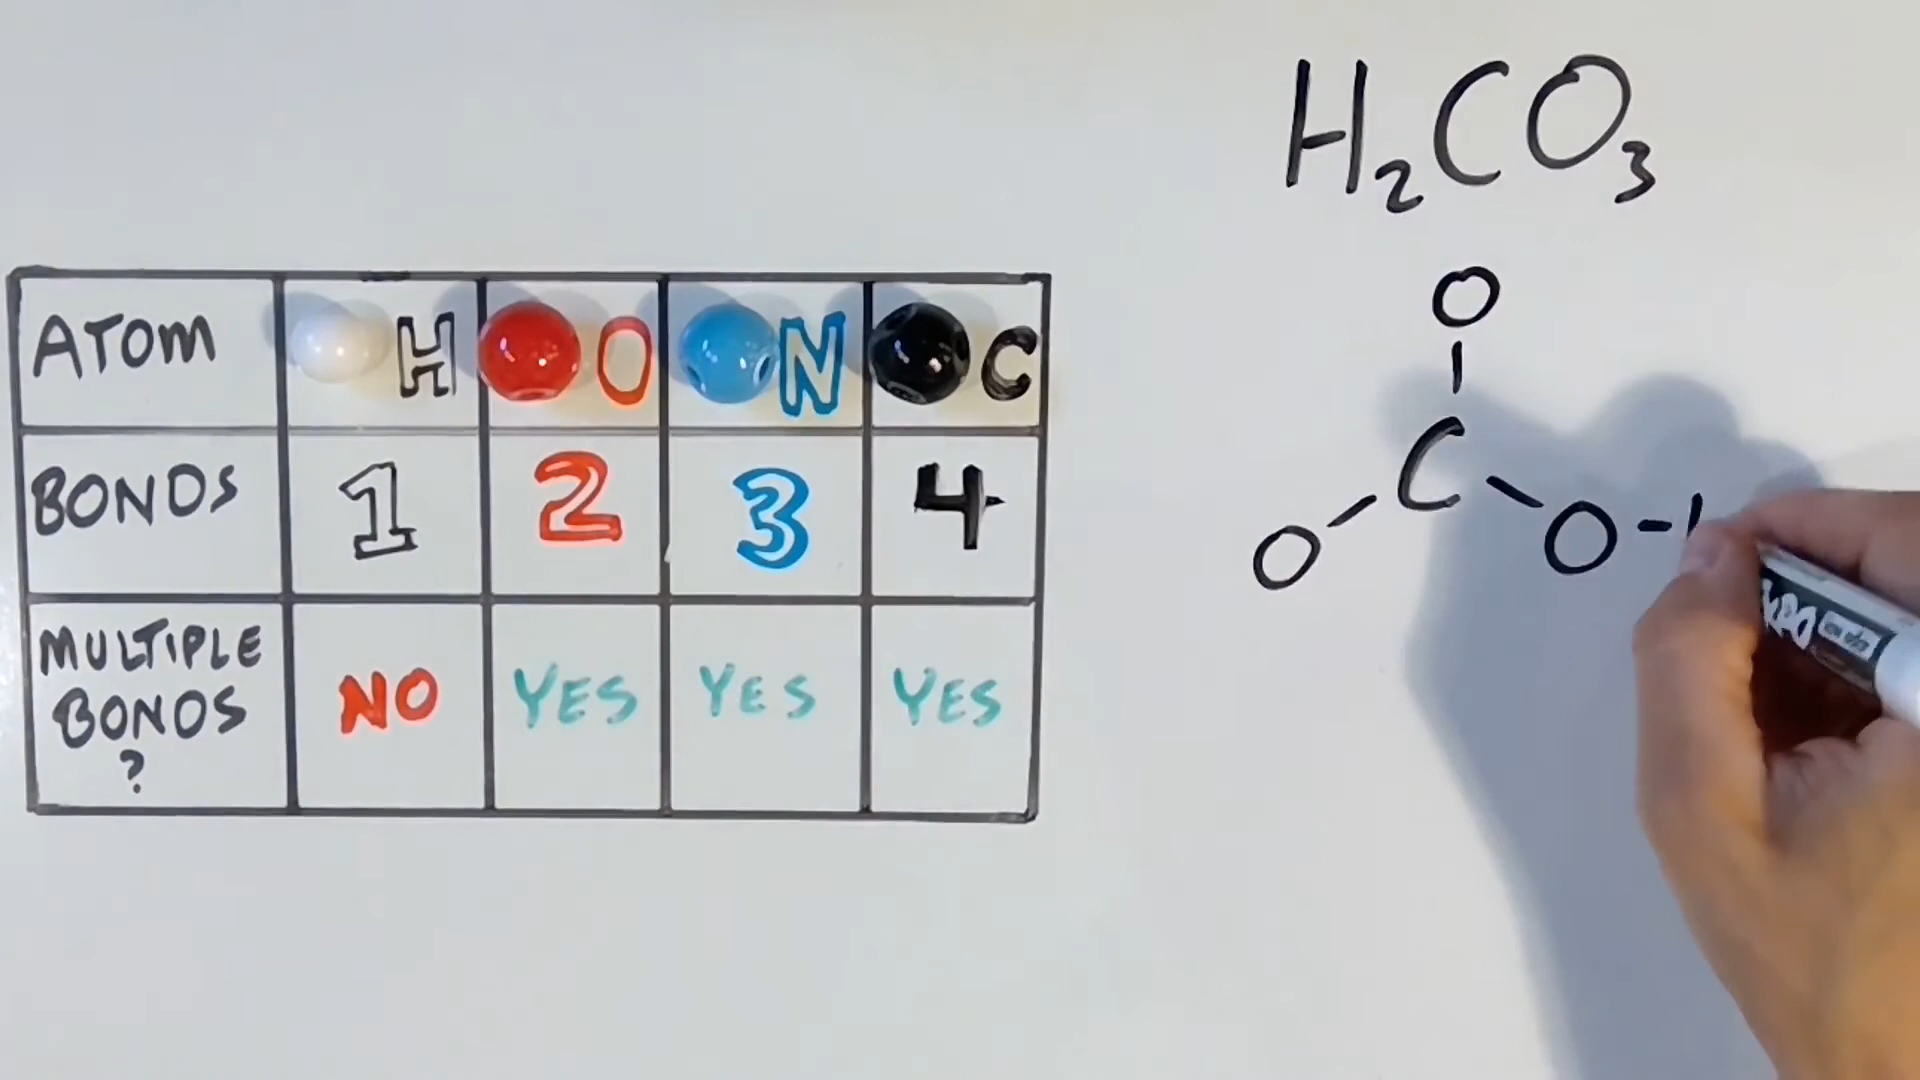 H₂CO₃
ATOM H O N C
BONDS 1 2 3 4
MULTIPLE BONDS ? NO YES YES YES
O
C
O O